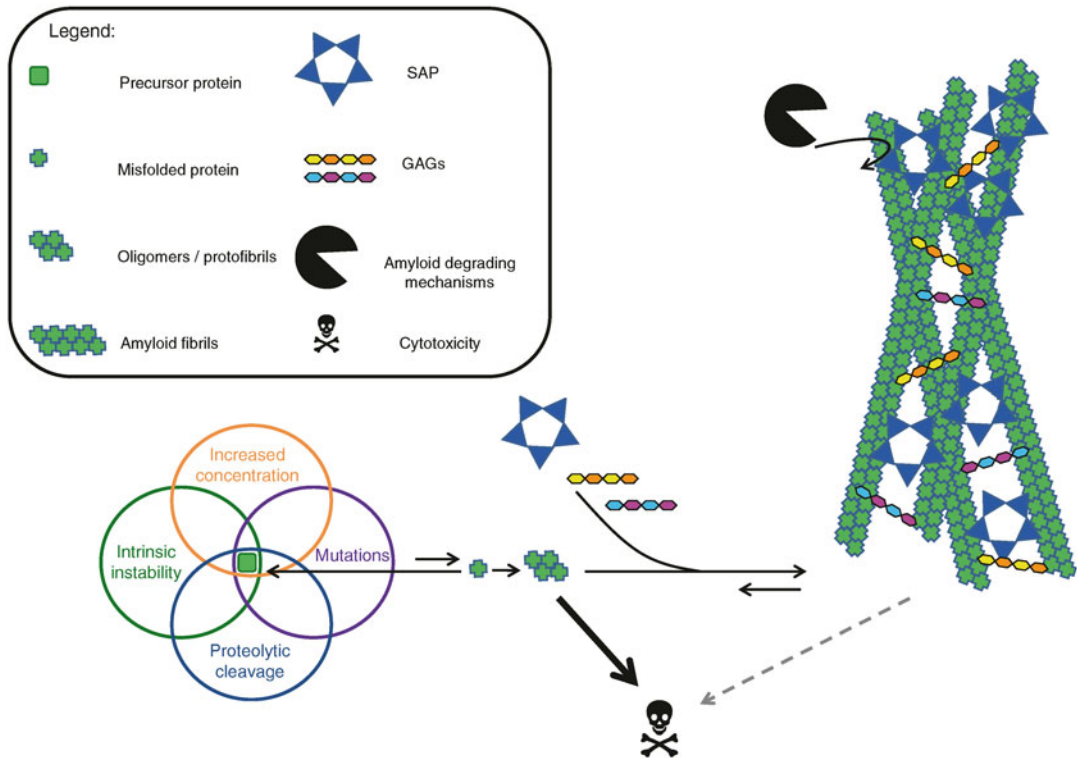 Legend:
Precursor protein
SAP
Misfolded protein
GAGs
Oligomers / protofibrils
Amyloid degrading
mechanisms
Amyloid fibrils
Cytotoxicity
Increased
concentration
Intrinsic
instability
Mutations
Proteolytic
cleavage